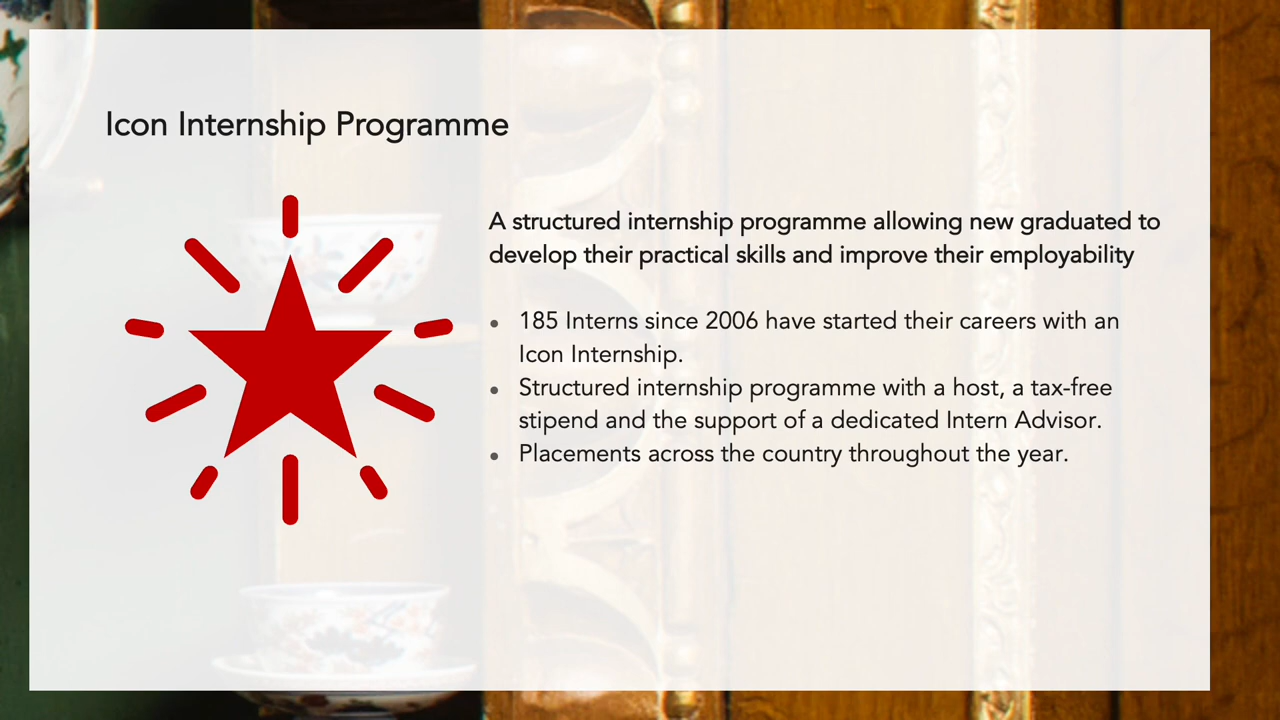 Icon Internship Programme
A structured internship programme allowing new graduated to
develop their practical skills and improve their employability
• 185 Interns since 2006 have started their careers with an
Icon Internship.
• Structured internship programme with a host, a tax-free
stipend and the support of a dedicated Intern Advisor.
• Placements across the country throughout the year.